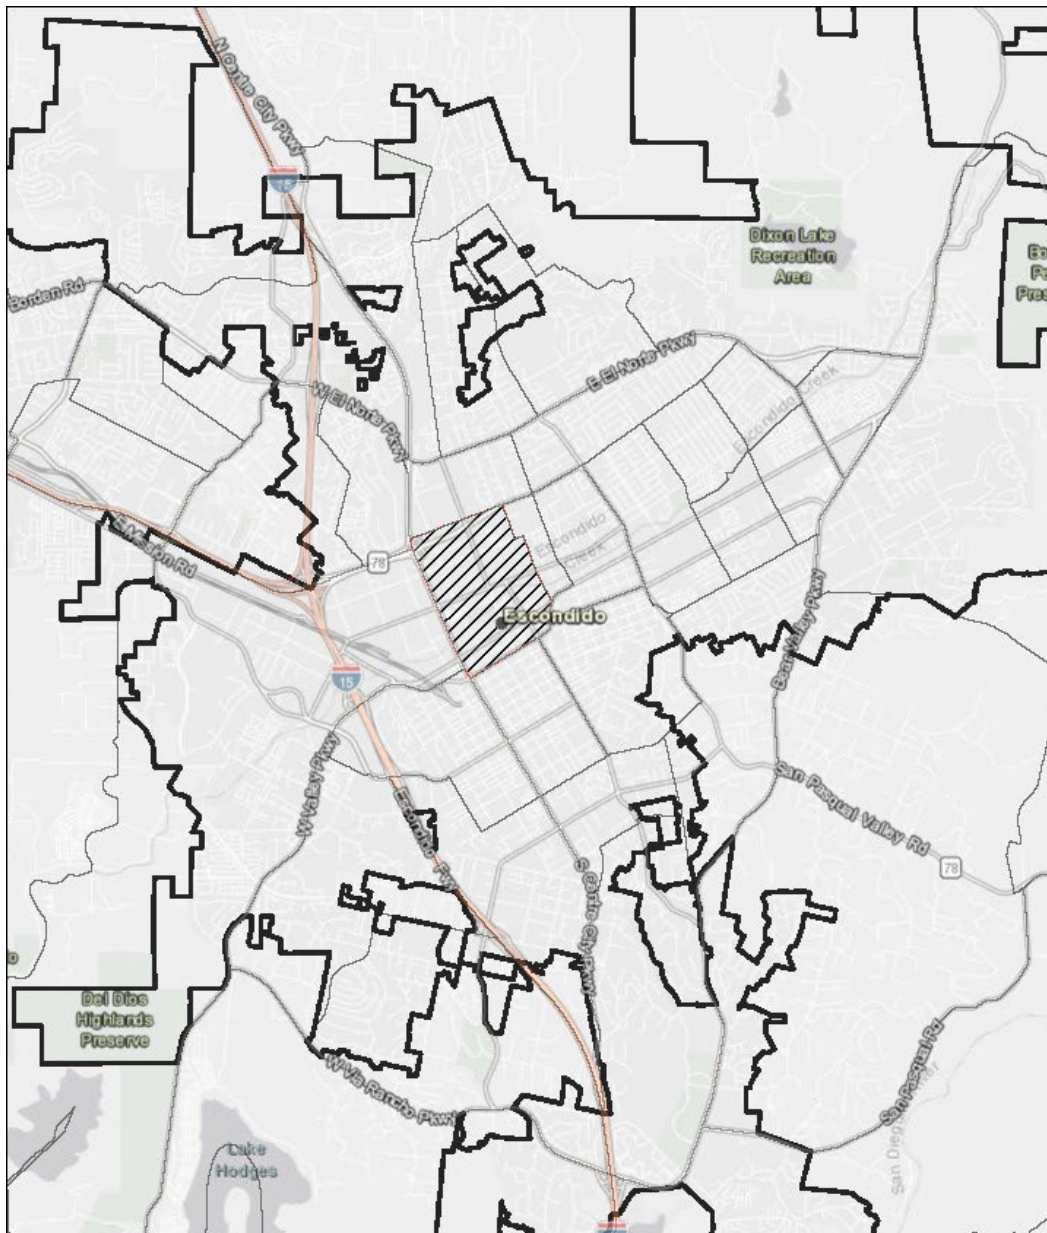 N Centre City Pkwy
15
Dixon Lake
Recreation
Area
Borden Rd
E El Norte Pkwy
W El Norte Pkwy
Escondido Creek
Escondido
Creek
78
E Mission Rd
Escondido
15
Bear Valley Pkwy
W Valley Pkwy
San Pasqual Valley Rd
78
Escondido Fwy
S Centre City Pkwy
Del Dios
Highlands
Preserve
San Pasqual Rd
W Via Rancho Pkwy
Lake
Hodges